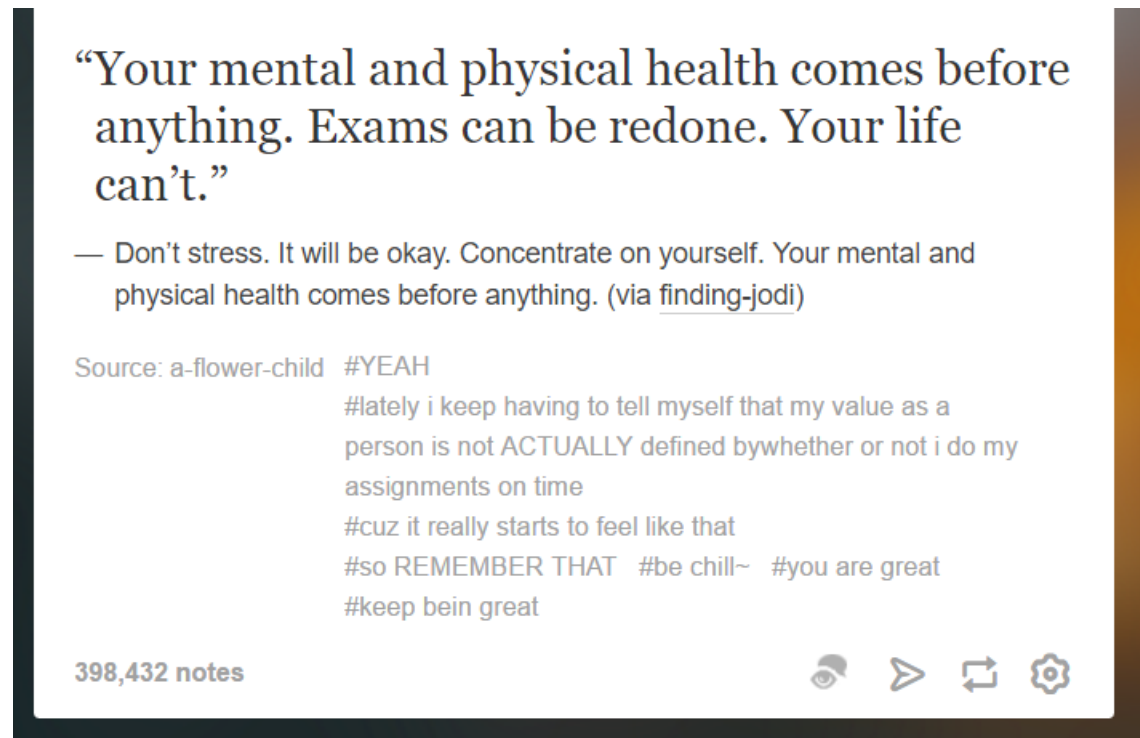 “Your mental and physical health comes before
anything. Exams can be redone. Your life
can’t.”
— Don’t stress. It will be okay. Concentrate on yourself. Your mental and
physical health comes before anything. (via finding-jodi)
Source: a-flower-child #YEAH
#lately i keep having to tell myself that my value as a
person is not ACTUALLY defined bywhether or not i do my
assignments on time
#cuz it really starts to feel like that
#so REMEMBER THAT #be chill~ #you are great
#keep bein great
398,432 notes